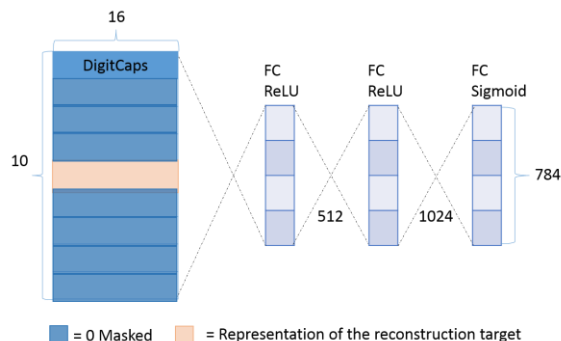 16
DigitCaps
10
FC
ReLU
FC
ReLU
FC
Sigmoid
512
1024
784
= 0 Masked
= Representation of the reconstruction target